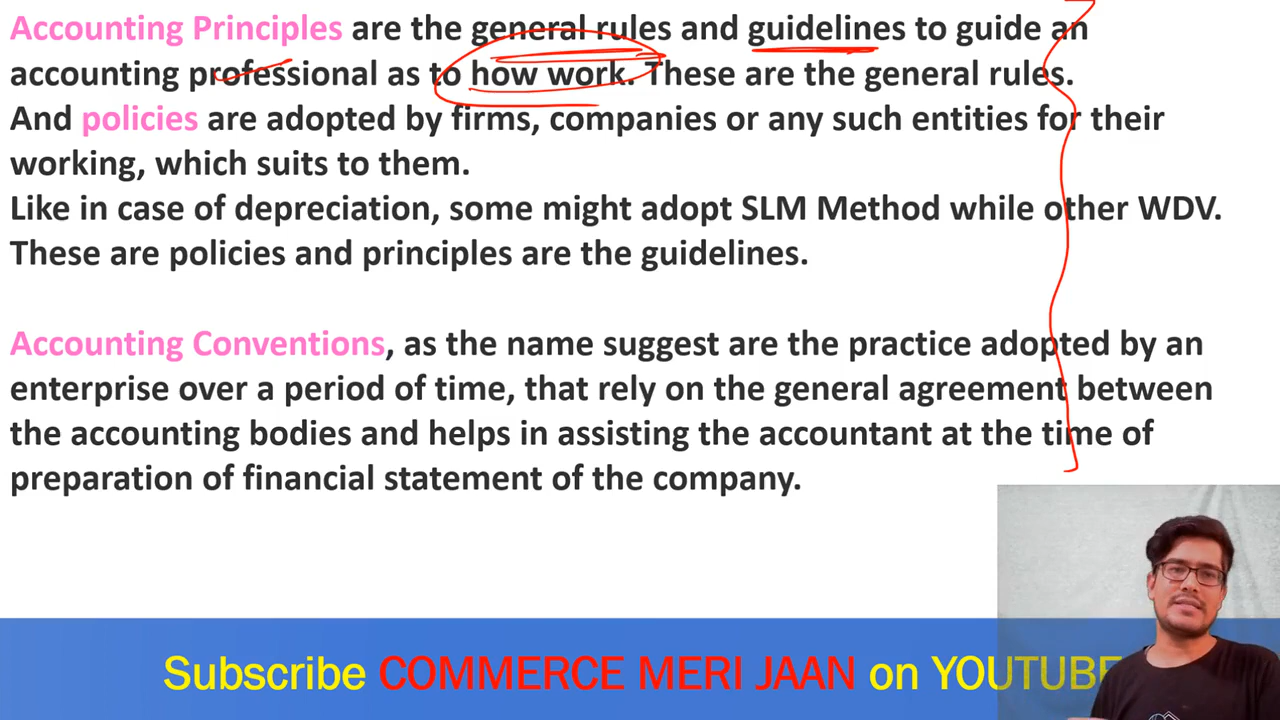 Accounting Principles are the general rules and guidelines to guide an
accounting professional as to how work. These are the general rules.
And policies are adopted by firms, companies or any such entities for their
working, which suits to them.
Like in case of depreciation, some might adopt SLM Method while other WDV.
These are policies and principles are the guidelines.
Accounting Conventions, as the name suggest are the practice adopted by an
enterprise over a period of time, that rely on the general agreement between
the accounting bodies and helps in assisting the accountant at the time of
preparation of financial statement of the company.
Subscribe COMMERCE MERI JAAN on YOUTUBE